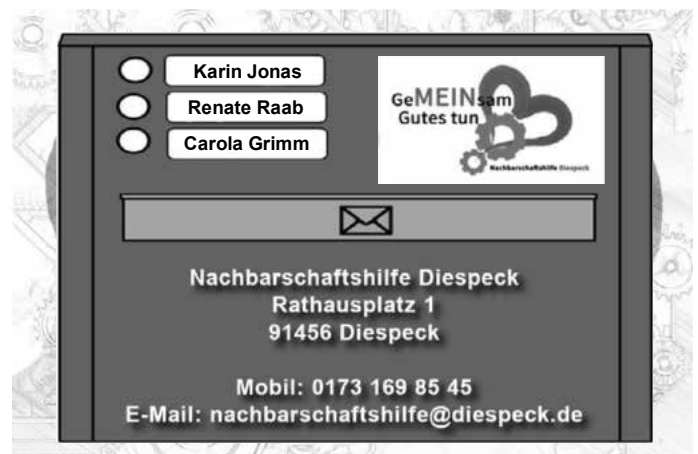 Karin Jonas
Renate Raab
Carola Grimm
GeMEINsam
Gutes tun
Nachbarschaftshilfe Diespeck
Nachbarschaftshilfe Diespeck
Rathausplatz 1
91456 Diespeck
Mobil: 0173 169 85 45
E-Mail: nachbarschaftshilfe@diespeck.de